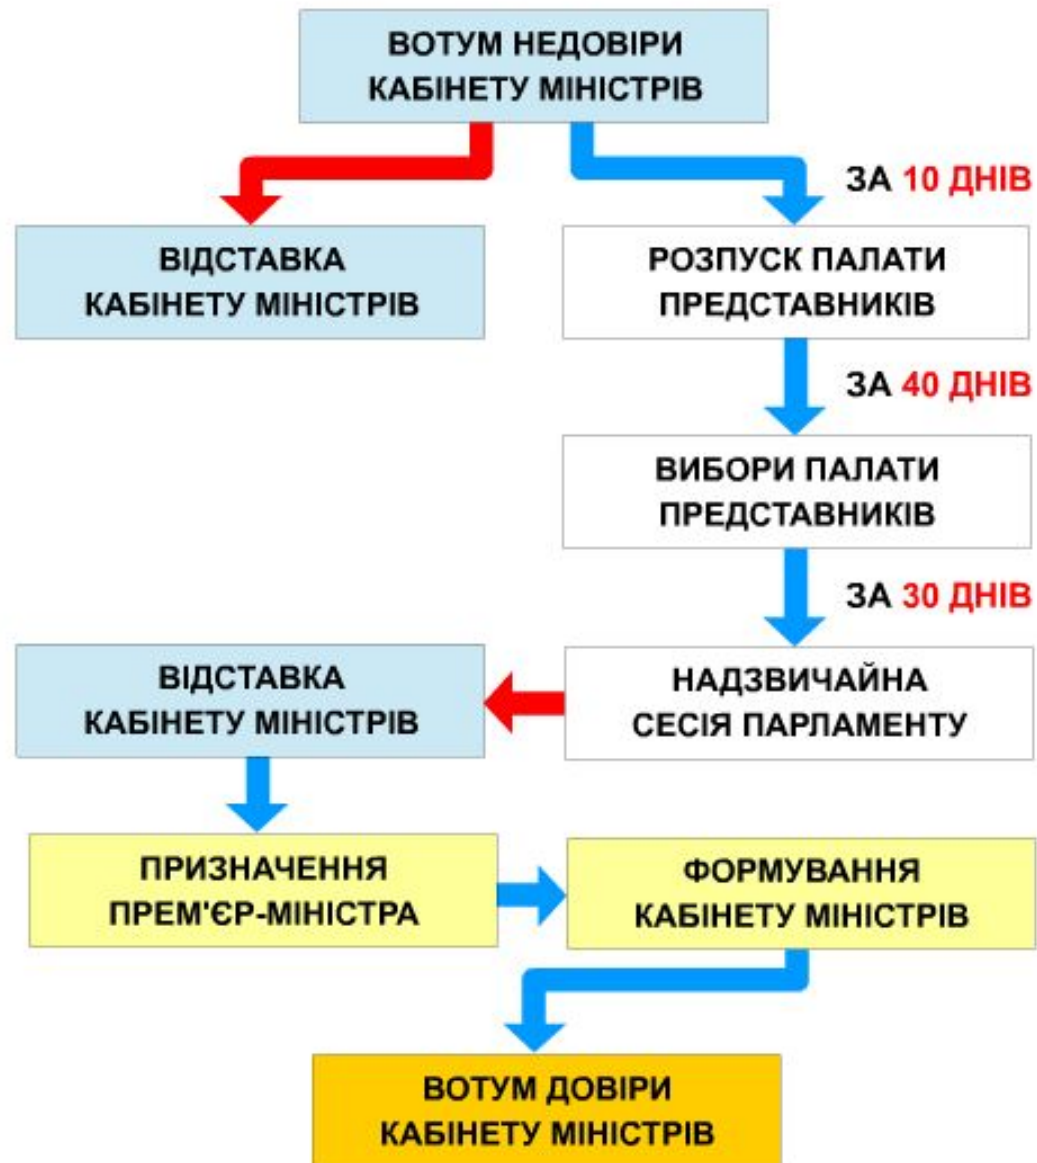 ВОТУМ НЕДОВІРИ
КАБІНЕТУ МІНІСТРІВ
ЗА 10 ДНІВ
ВІДСТАВКА
КАБІНЕТУ МІНІСТРІВ
РОЗПУСК ПАЛАТИ
ПРЕДСТАВНИКІВ
ЗА 40 ДНІВ
ВИБОРИ ПАЛАТИ
ПРЕДСТАВНИКІВ
ЗА 30 ДНІВ
НАДЗВИЧАЙНА
СЕСІЯ ПАРЛАМЕНТУ
ВІДСТАВКА
КАБІНЕТУ МІНІСТРІВ
ПРИЗНАЧЕННЯ
ПРЕМ'ЄР-МІНІСТРА
ФОРМУВАННЯ
КАБІНЕТУ МІНІСТРІВ
ВОТУМ ДОВІРИ
КАБІНЕТУ МІНІСТРІВ